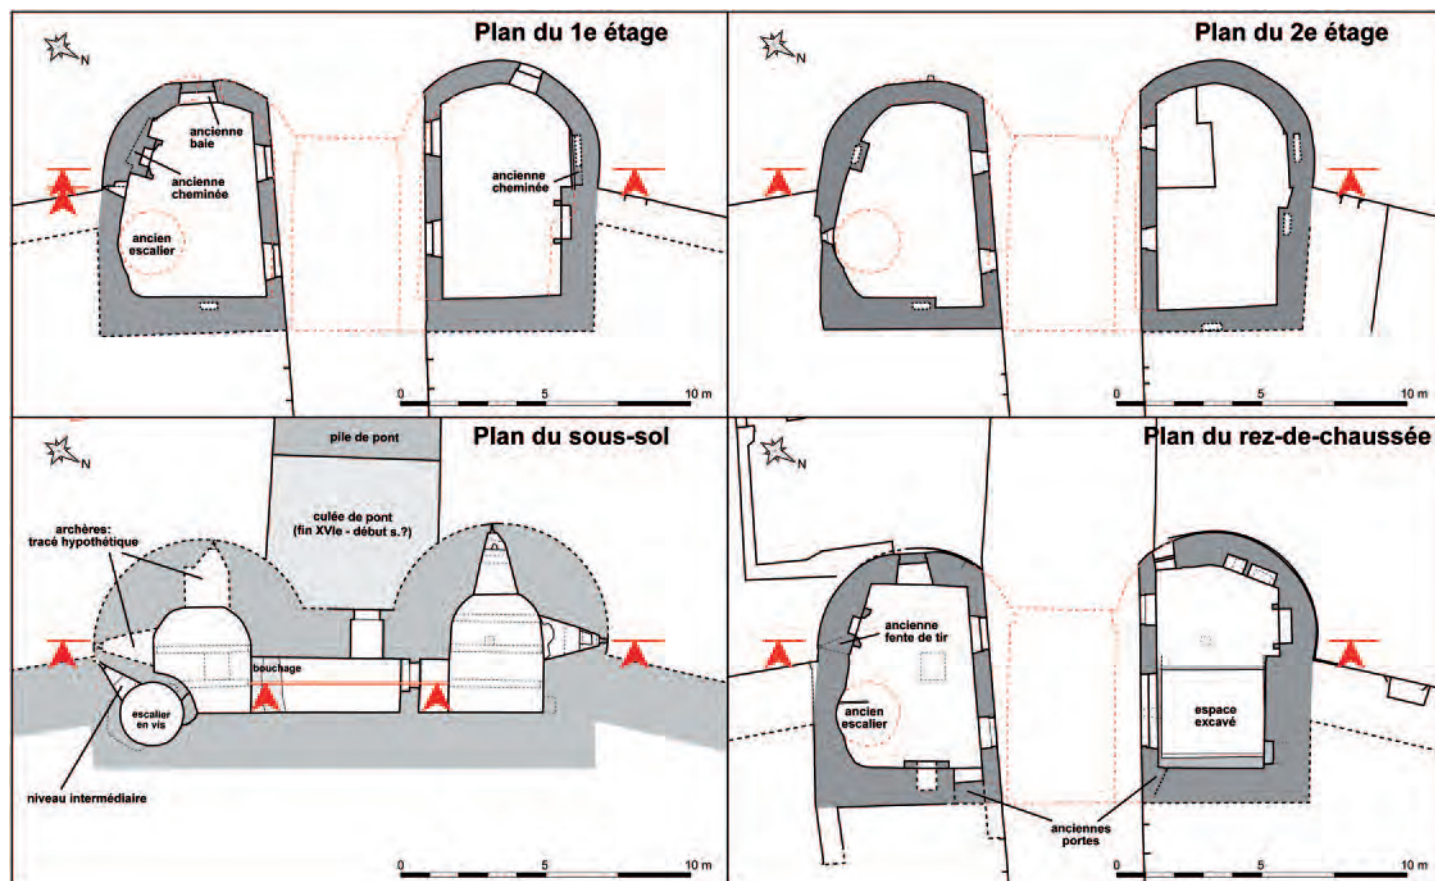 Plan du 1e étage
N
ancienne
baie
ancienne
cheminée
ancienne
cheminée
ancien
escalier
0 5 10 m
Plan du 2e étage
N
0 5 10 m
Plan du sous-sol
N
pile de pont
culée de pont
(fin XVIe - début s.?)
archères:
tracé hypothétique
bouchage
escalier
en vis
niveau intermédiaire
0 5 10 m
Plan du rez-de-chaussée
N
ancienne
fente de tir
ancien
escalier
espace
excavé
anciennes
portes
0 5 10 m